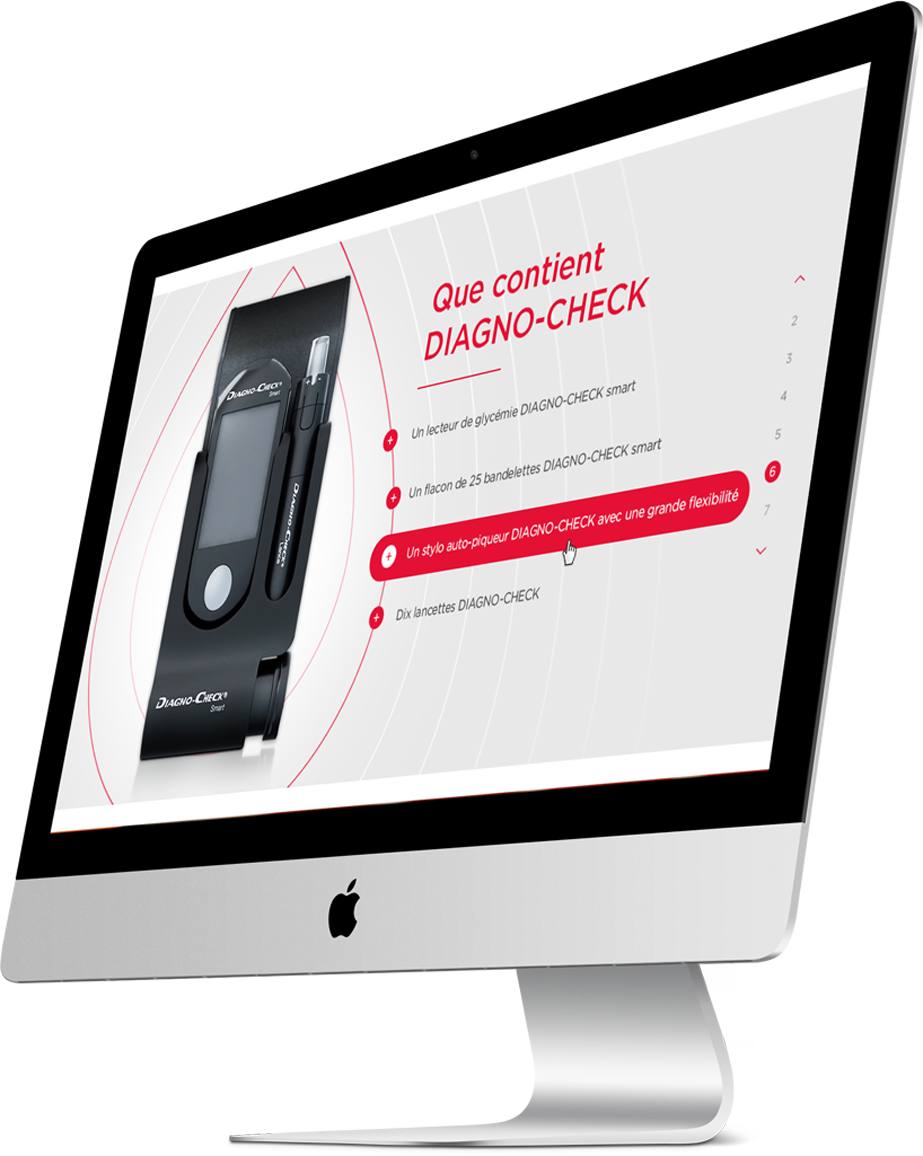 Que contient
DIAGNO-CHECK
Un lecteur de glycémie DIAGNO-CHECK smart
Un flacon de 25 bandelettes DIAGNO-CHECK smart
Un stylo auto-piqueur DIAGNO-CHECK avec une grande flexibilité
Dix lancettes DIAGNO-CHECK
2
3
4
5
6
7
DIAGNO-CHECK®
Smart
DIAGNO-CHECK
DIAGNO-CHECK®
Smart